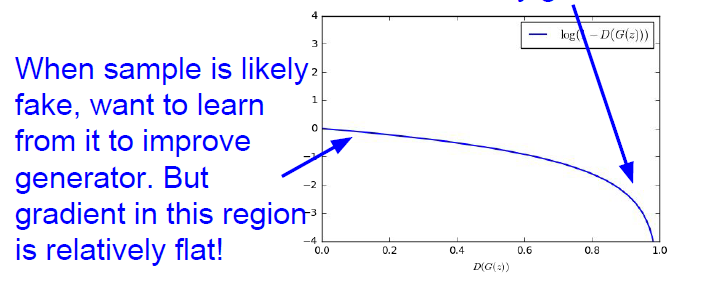 When sample is likely
fake, want to learn
from it to improve
generator. But
gradient in this region
is relatively flat!
4
3
2
1
0
−1
−2
−3
−4
log(1 − D(G(z)))
0.0 0.2 0.4 0.6 0.8 1.0
D(G(z))